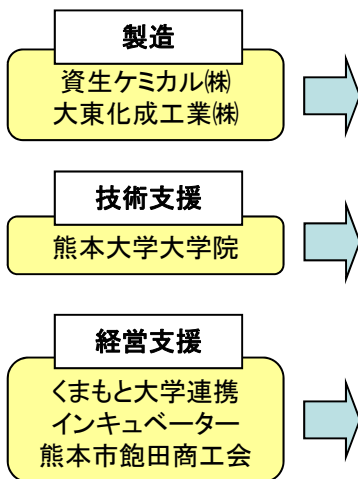 製造
資生ケミカル㈱
大東化成工業㈱
技術支援
熊本大学大学院
経営支援
くまもと大学連携
インキュベーター
熊本市飽田商工会